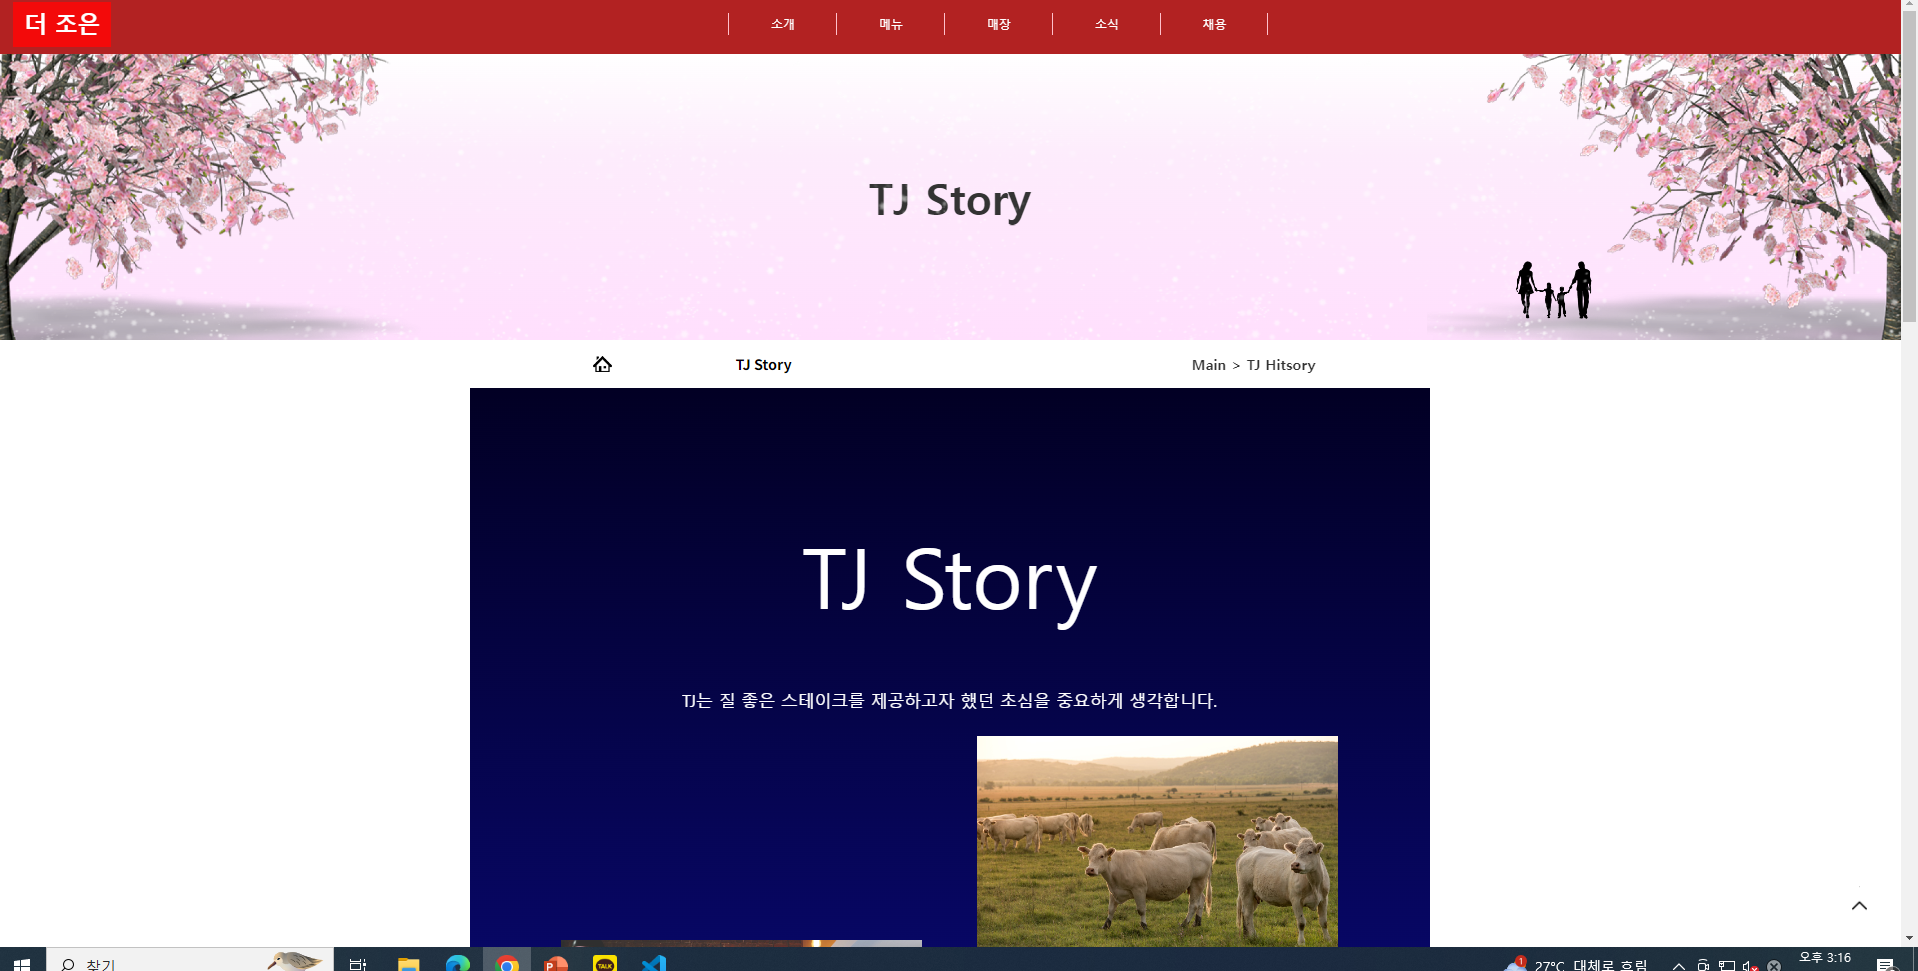 더 조은
소개 메뉴 매장 소식 채용
TJ Story
TJ Story Main > TJ Hitsory
TJ Story
TJ는 질 좋은 스테이크를 제공하고자 했던 초심을 중요하게 생각합니다.
찾기 TALK 1 27°C 대체로 흐림 오후 3:16